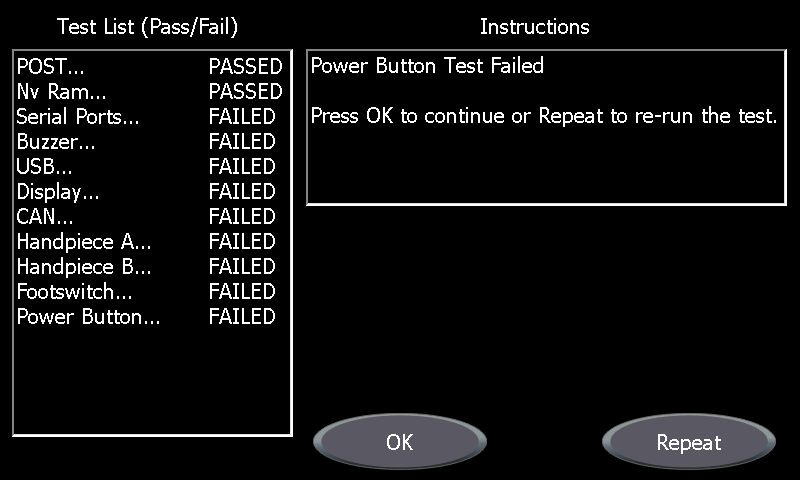 Test List (Pass/Fail)
POST... PASSED
Nv Ram... PASSED
Serial Ports... FAILED
Buzzer... FAILED
USB... FAILED
Display... FAILED
CAN... FAILED
Handpiece A... FAILED
Handpiece B... FAILED
Footswitch... FAILED
Power Button... FAILED
Instructions
Power Button Test Failed
Press OK to continue or Repeat to re-run the test.
OK
Repeat